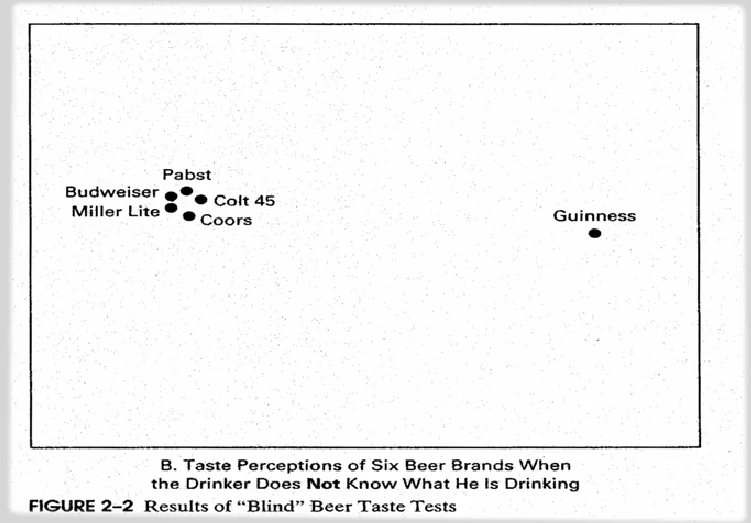 Pabst
Budweiser
Colt 45
Miller Lite
Coors
Guinness
B. Taste Perceptions of Six Beer Brands When
the Drinker Does Not Know What He Is Drinking
FIGURE 2–2 Results of “Blind” Beer Taste Tests